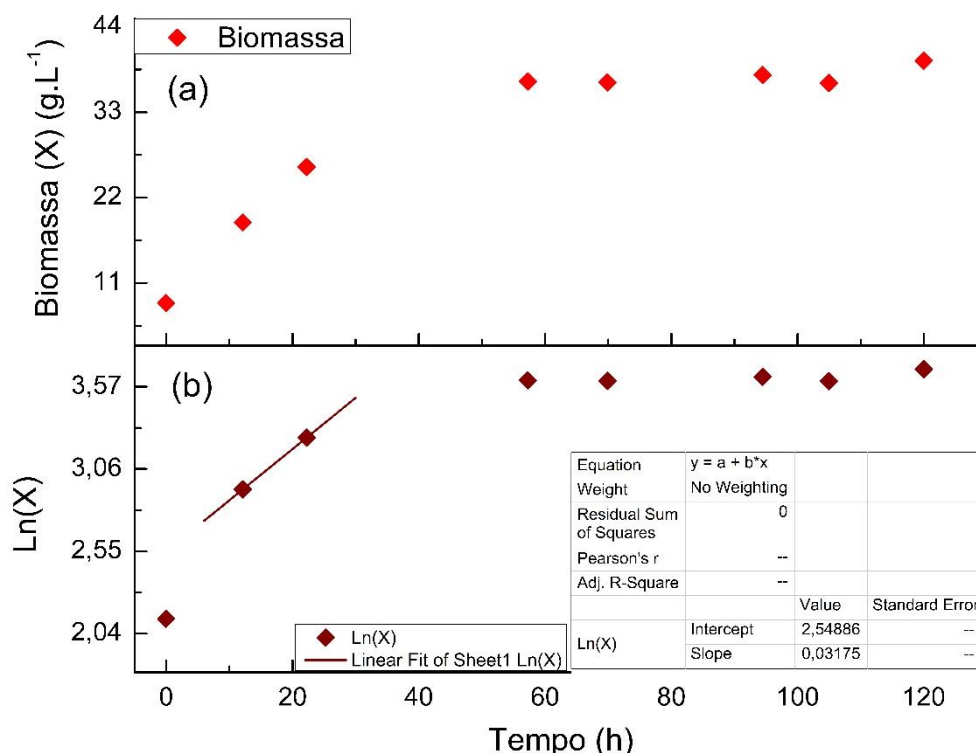 Biomassa (X) (g.L⁻¹)
44
33
22
11
Biomassa
(a)
Ln(X)
3,57
3,06
2,55
2,04
(b)
Equation y = a + b*x
Weight No Weighting
Residual Sum
of Squares 0
Pearson's r --
Adj. R-Square --
Value Standard Error
Ln(X) Intercept 2,54886 --
Slope 0,03175 --
Ln(X)
Linear Fit of Sheet1 Ln(X)
0 20 40 60 80 100 120
Tempo (h)